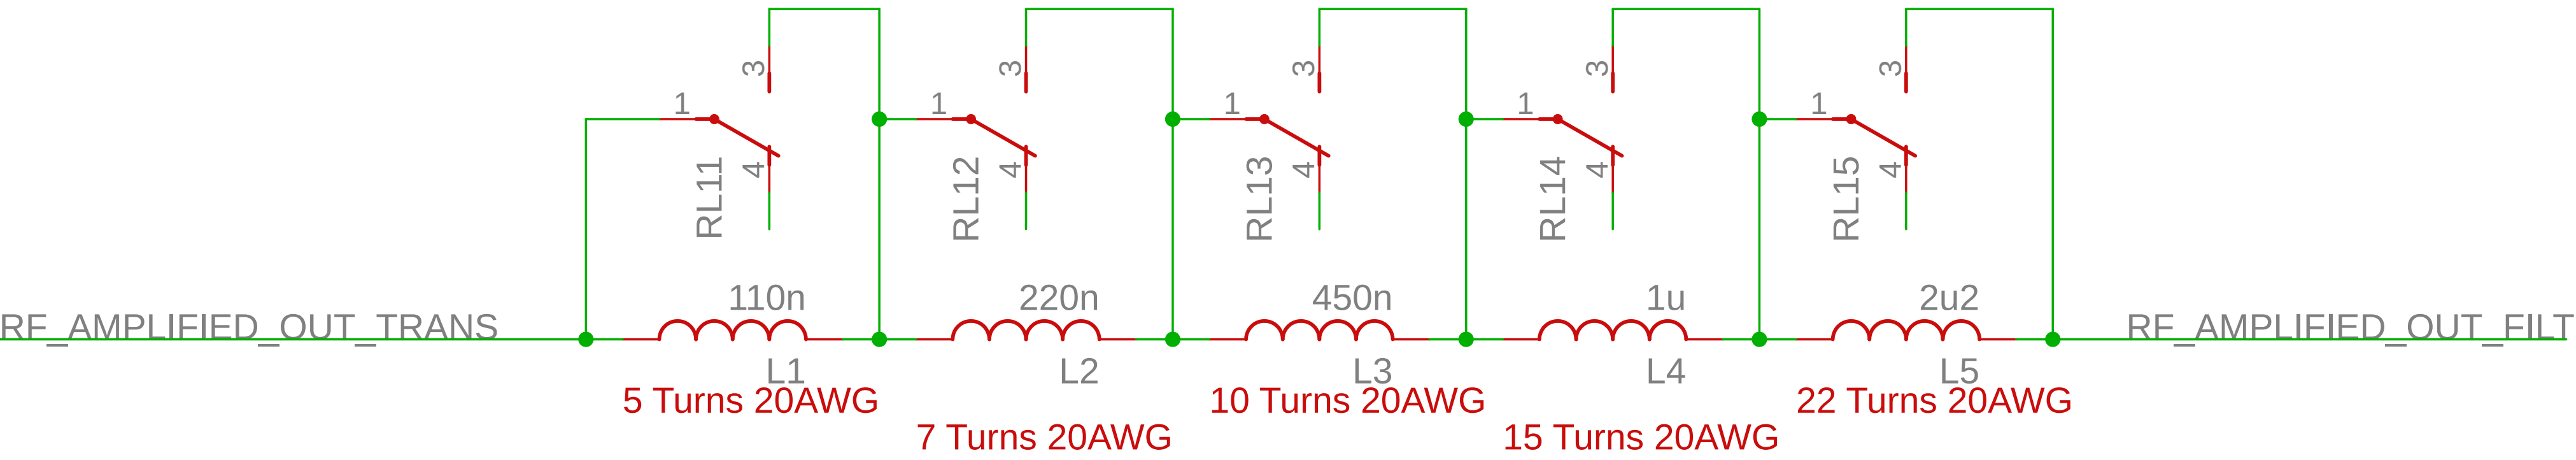 3
3
3
3
3
1
1
1
1
1
4
4
4
4
4
RL11
RL12
RL13
RL14
RL15
110n
220n
450n
1u
2u2
RF_AMPLIFIED_OUT_TRANS
RF_AMPLIFIED_OUT_FILT
L1
L2
L3
L4
L5
5 Turns 20AWG
10 Turns 20AWG
22 Turns 20AWG
7 Turns 20AWG
15 Turns 20AWG